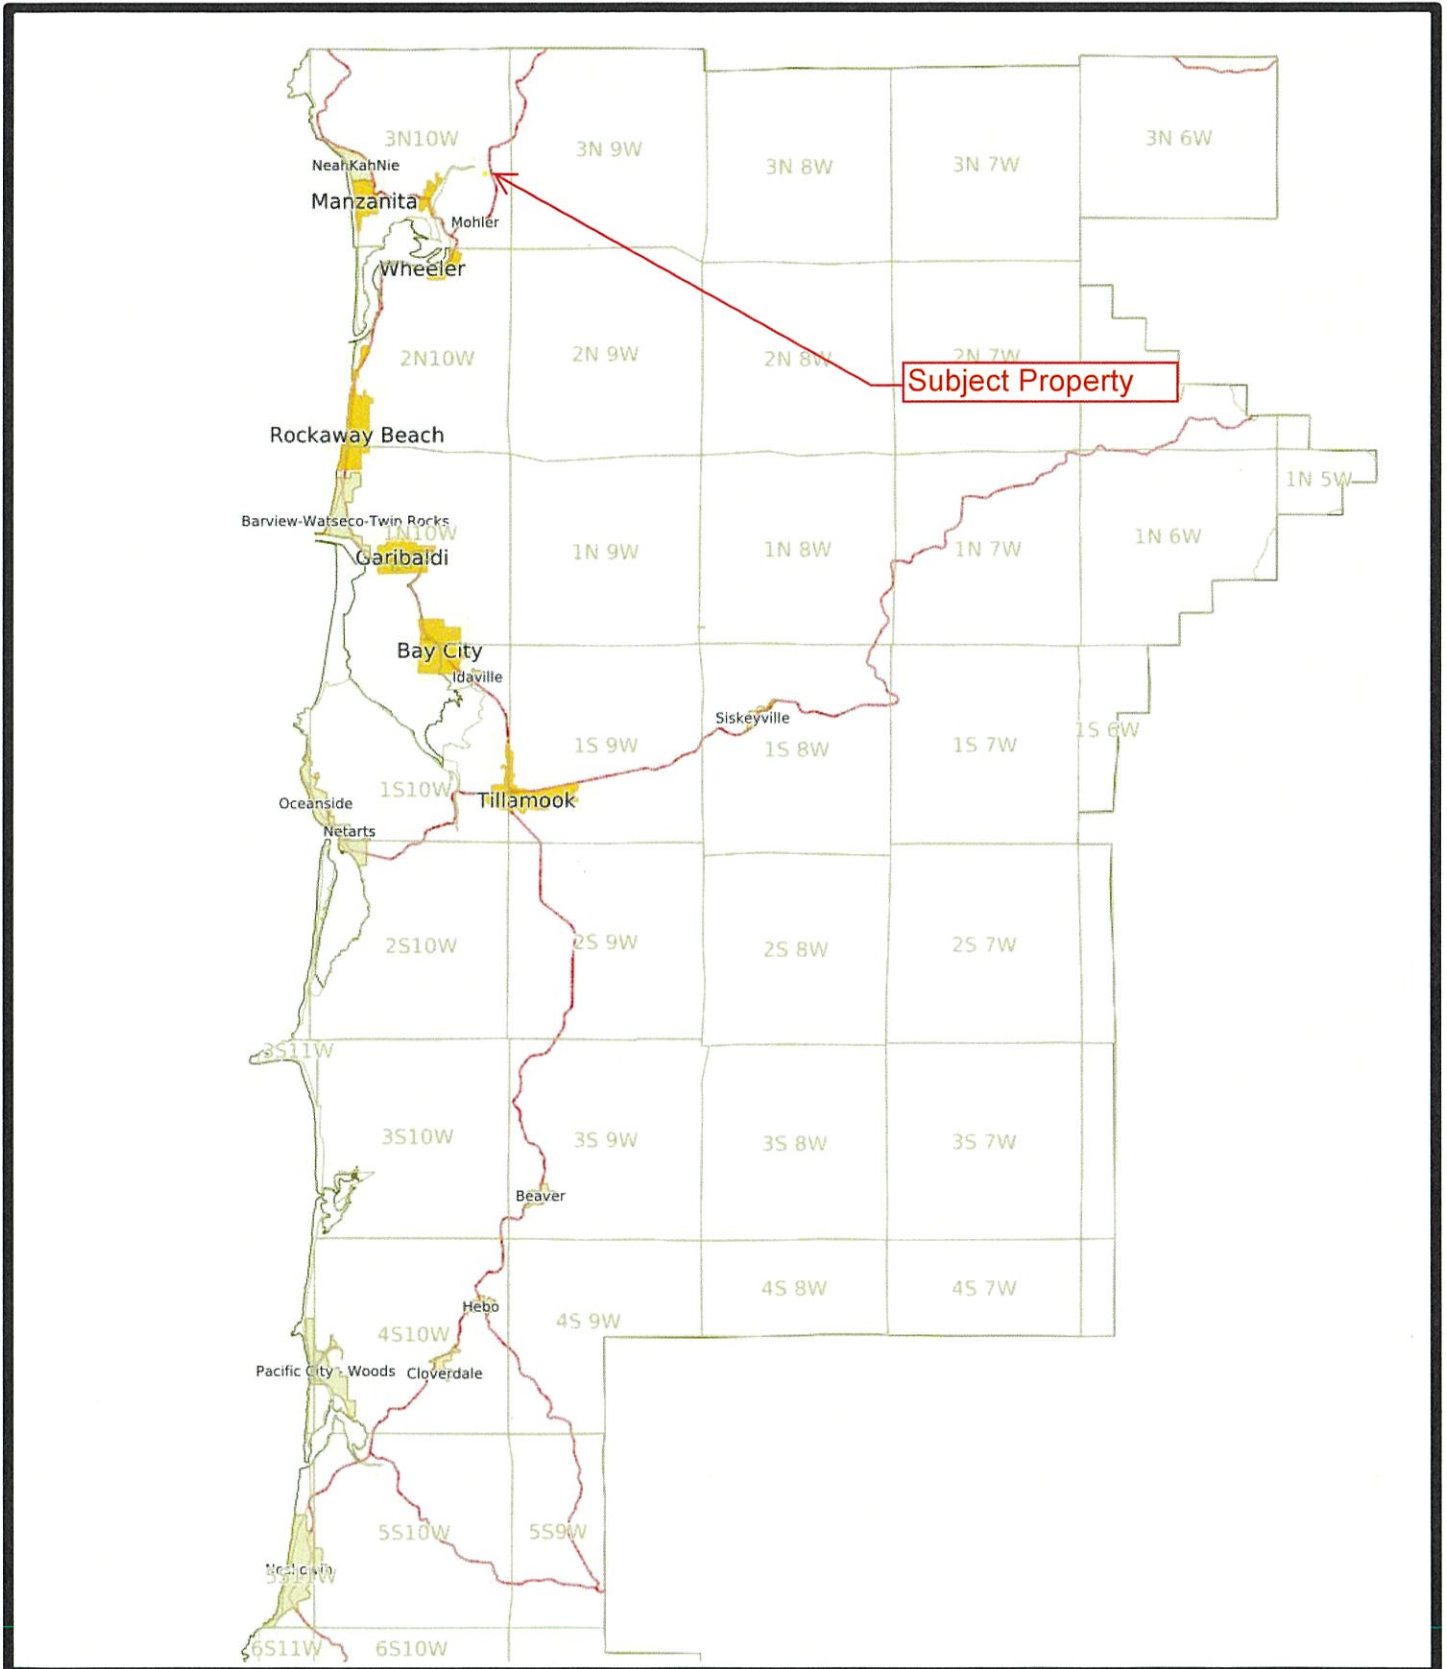 3N10W
3N 9W
3N 8W
3N 7W
3N 6W
NeahKahNie
Manzanita
Mohler
Wheeler
2N10W
2N 9W
2N 8W
2N 7W
Subject Property
Rockaway Beach
1N 5W
Barview-Watseco-Twin Rocks
1N10W
Garibaldi
1N 9W
1N 8W
1N 7W
1N 6W
Bay City
Idaville
Siskeyville
1S 9W
1S 8W
1S 7W
1S 6W
1S10W
Tillamook
Oceanside
Netarts
2S10W
2S 9W
2S 8W
2S 7W
3S11W
3S10W
3S 9W
3S 8W
3S 7W
Beaver
4S 8W
4S 7W
Hebo
4S 9W
4S10W
Pacific City - Woods
Cloverdale
5S10W
5S9W
Neskowin
5S11W
6S11W
6S10W